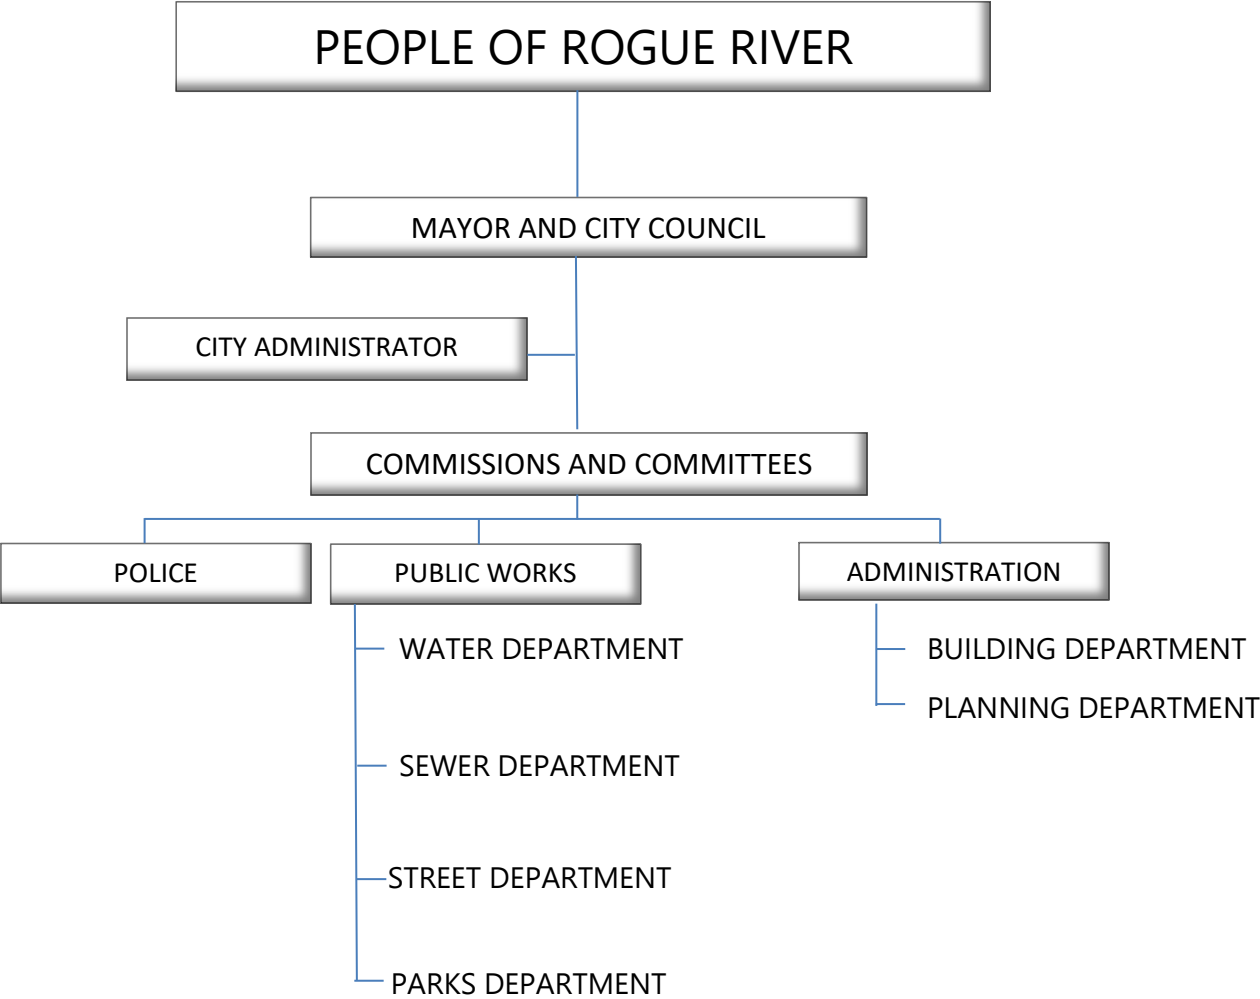 PEOPLE OF ROGUE RIVER
MAYOR AND CITY COUNCIL
CITY ADMINISTRATOR
COMMISSIONS AND COMMITTEES
POLICE
PUBLIC WORKS
ADMINISTRATION
WATER DEPARTMENT
SEWER DEPARTMENT
STREET DEPARTMENT
PARKS DEPARTMENT
BUILDING DEPARTMENT
PLANNING DEPARTMENT